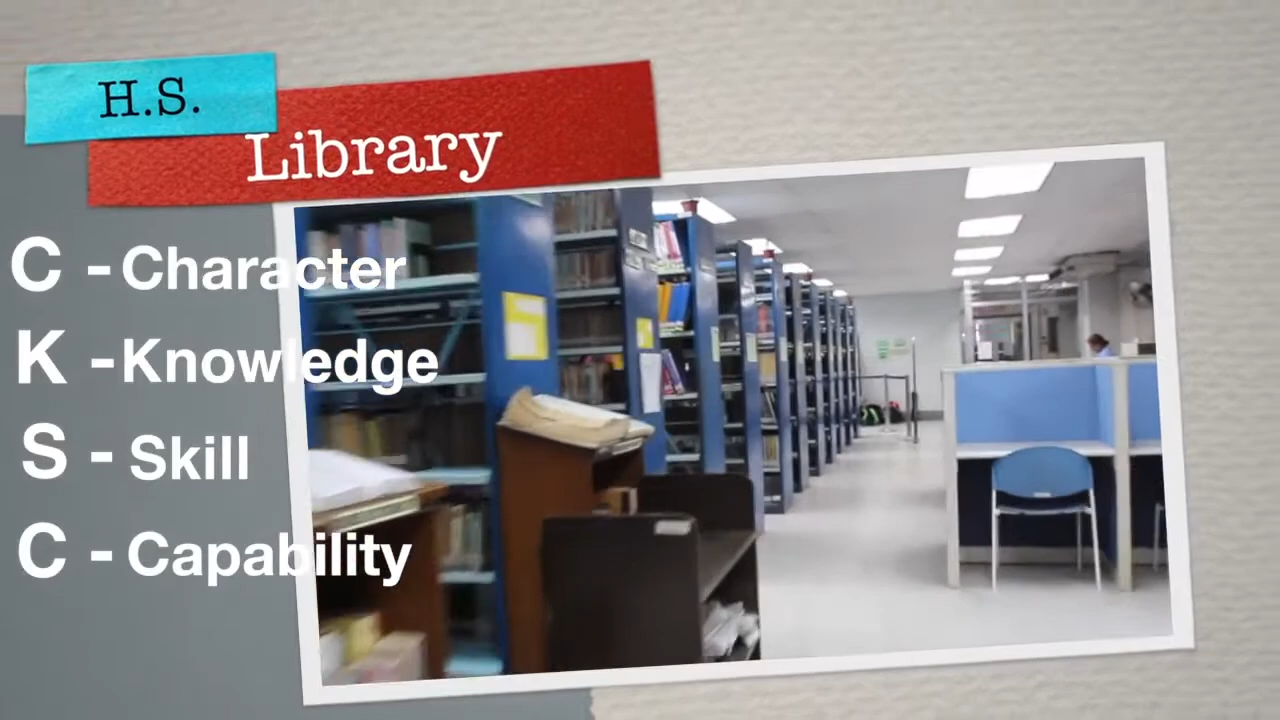 H.S.
Library
C - Character
K - Knowledge
S - Skill
C - Capability